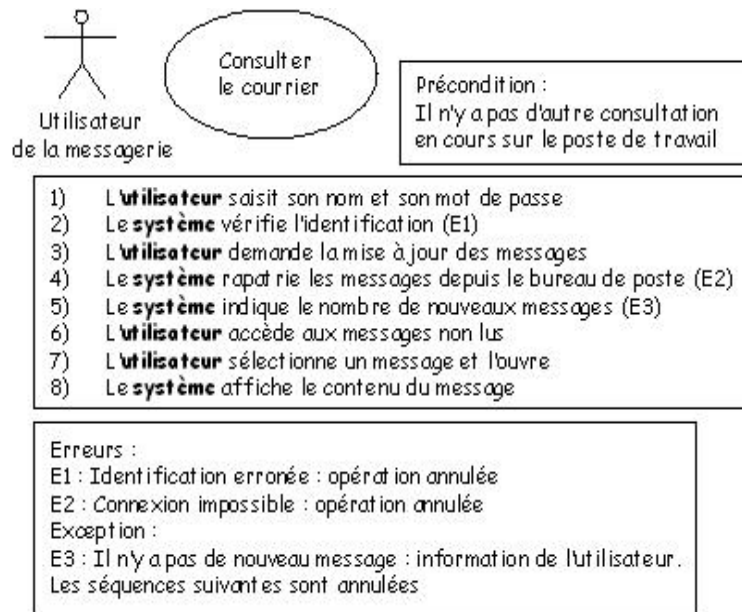 Consulter
le courrier
Utilisateur
de la messagerie
Précondition :
Il n'y a pas d'autre consultation
en cours sur le poste de travail
1) L'utilisateur saisit son nom et son mot de passe
2) Le système vérifie l'identification (E1)
3) L'utilisateur demande la mise à jour des messages
4) Le système rapatrie les messages depuis le bureau de poste (E2)
5) Le système indique le nombre de nouveaux messages (E3)
6) L'utilisateur accède aux messages non lus
7) L'utilisateur sélectionne un message et l'ouvre
8) Le système affiche le contenu du message
Erreurs :
E1 : Identification erronée : opération annulée
E2 : Connexion impossible : opération annulée
Exception :
E3 : Il n'y a pas de nouveau message : information de l'utilisateur.
Les séquences suivantes sont annulées